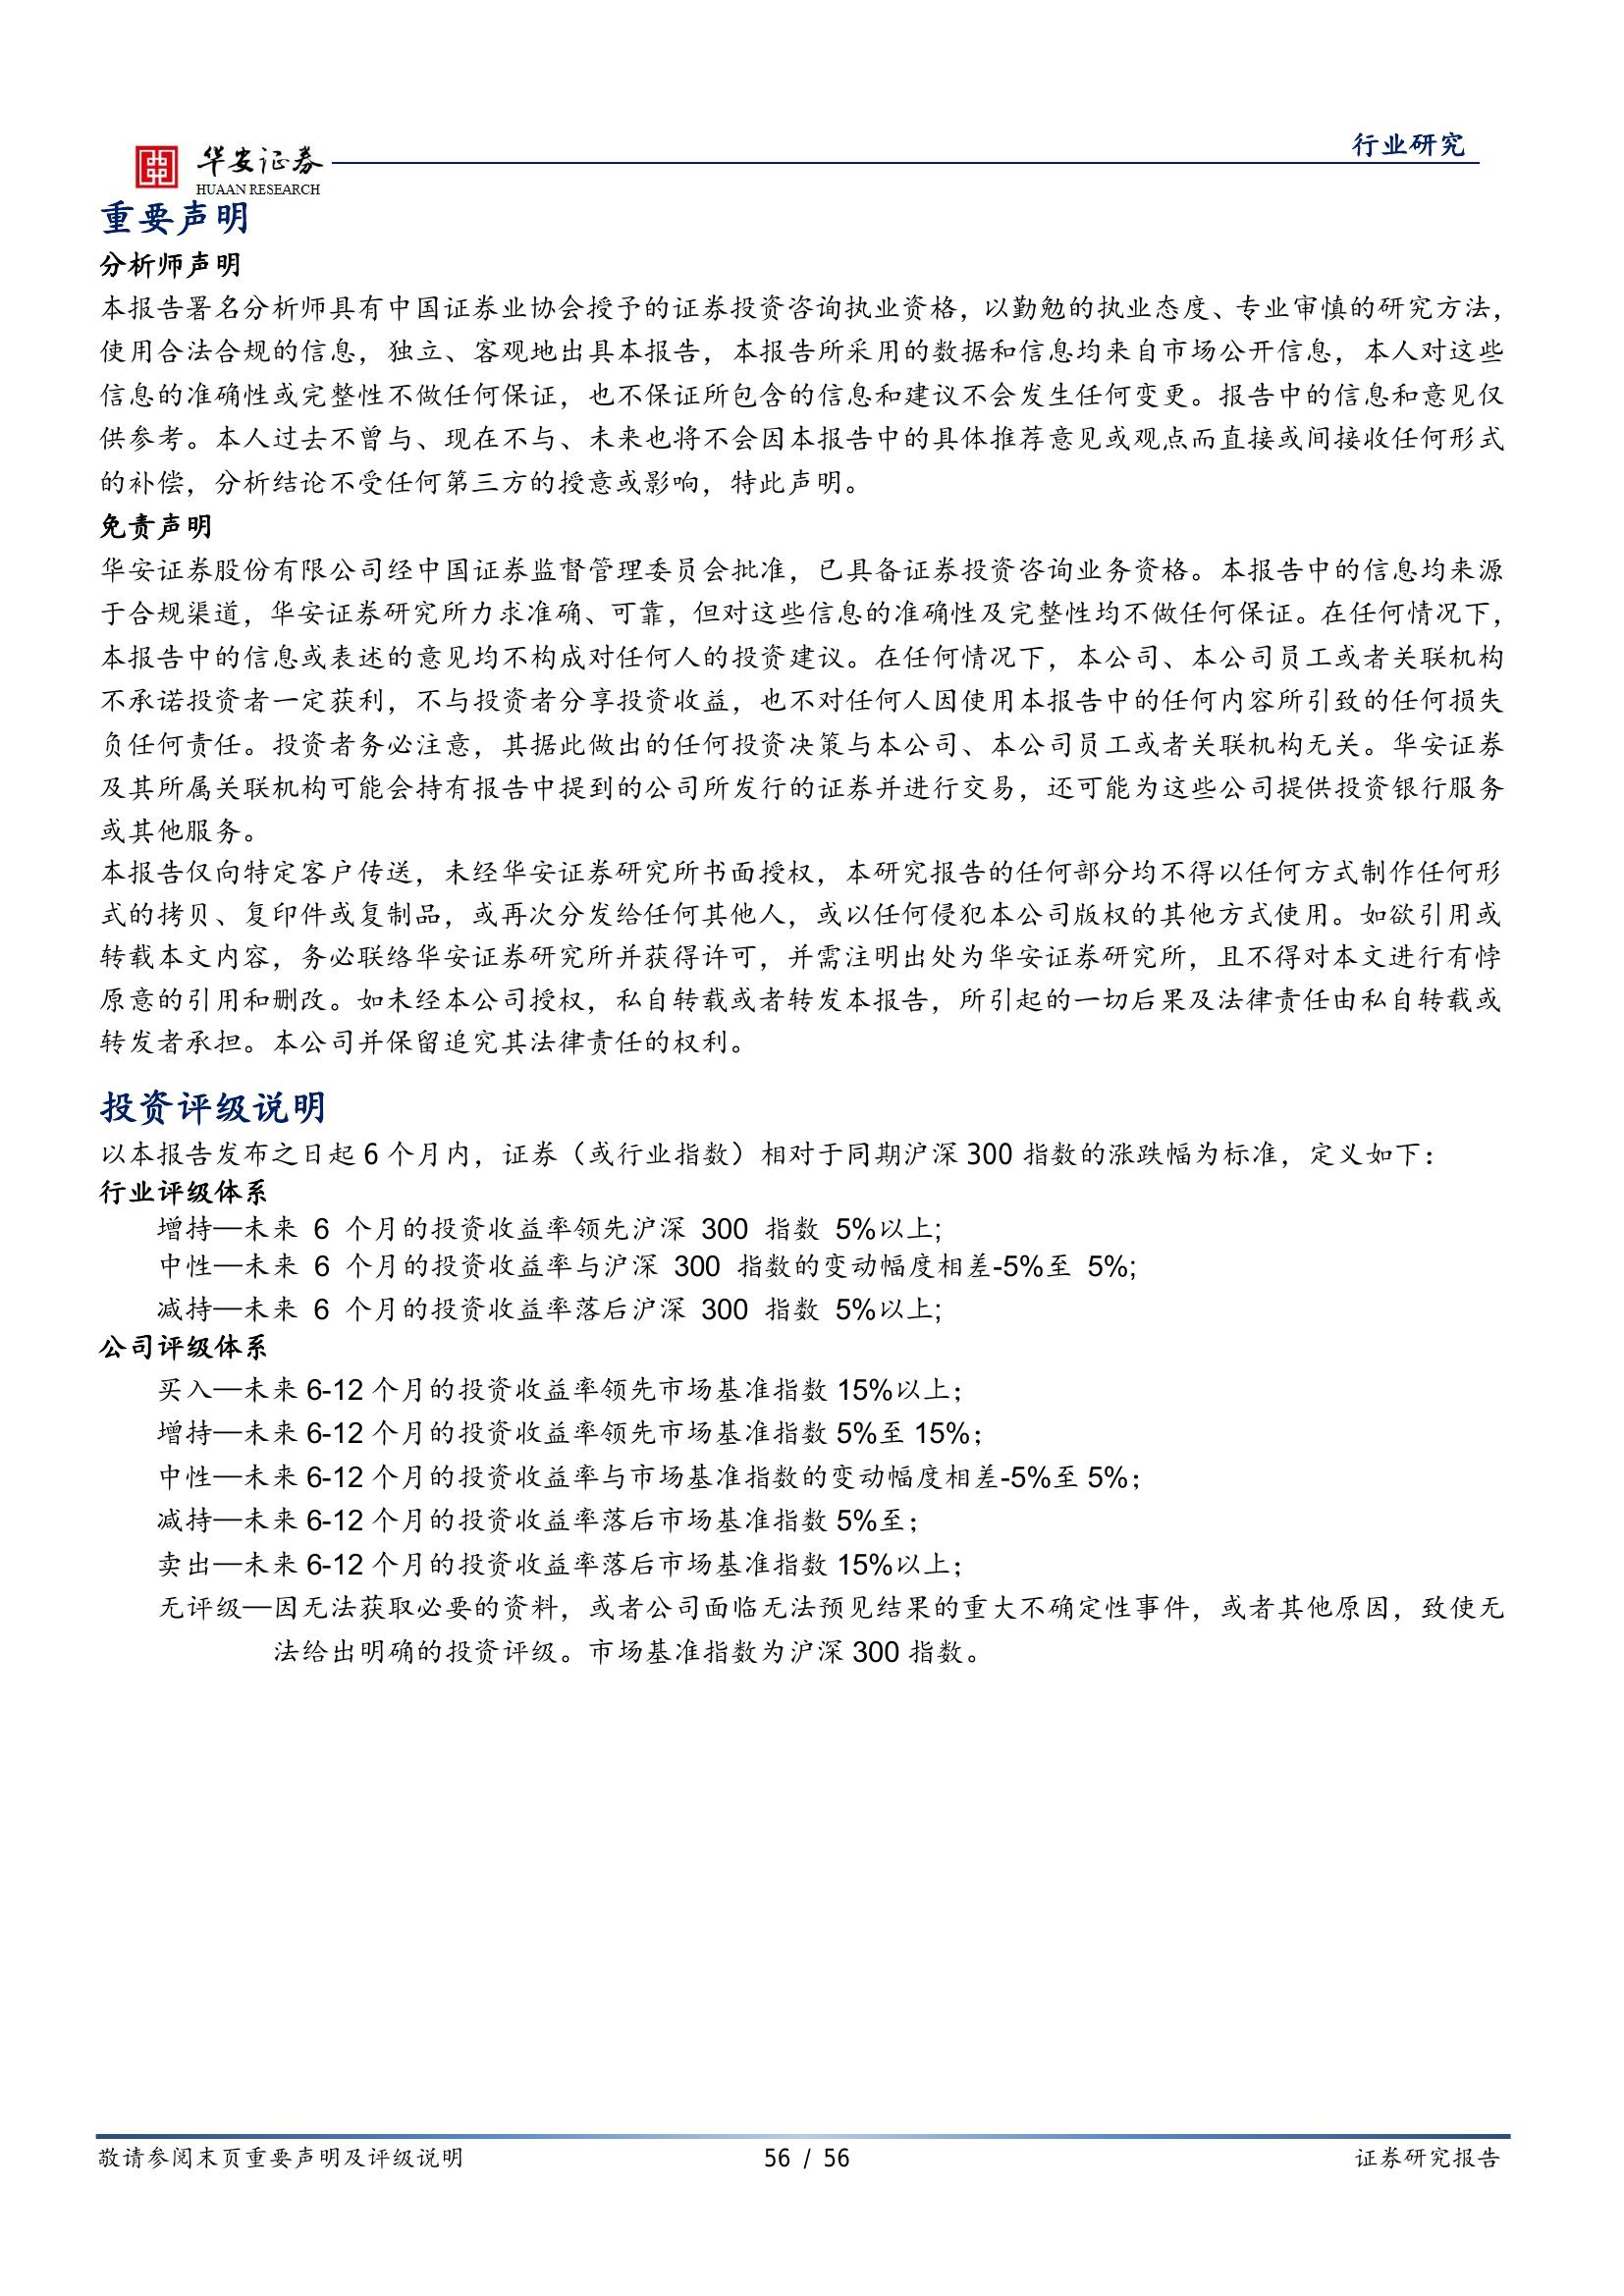 华安证券
HUAAN RESEARCH
行业研究
重要声明
分析师声明
本报告署名分析师具有中国证券业协会授予的证券投资咨询执业资格，以勤勉的执业态度、专业审慎的研究方法，
使用合法合规的信息，独立、客观地出具本报告，本报告所采用的数据和信息均来自市场公开信息，本人对这些
信息的准确性或完整性不做任何保证，也不保证所包含的信息和建议不会发生任何变更。报告中的信息和意见仅
供参考。本人过去不曾与、现在不与、未来也将不会因本报告中的具体推荐意见或观点而直接或间接收任何形式
的补偿，分析结论不受任何第三方的授意或影响，特此声明。
免责声明
华安证券股份有限公司经中国证券监督管理委员会批准，已具备证券投资咨询业务资格。本报告中的信息均来源
于合规渠道，华安证券研究所力求准确、可靠，但对这些信息的准确性及完整性均不做任何保证。在任何情况下，
本报告中的信息或表述的意见均不构成对任何人的投资建议。在任何情况下，本公司、本公司员工或者关联机构
不承诺投资者一定获利，不与投资者分享投资收益，也不对任何人因使用本报告中的任何内容所引致的任何损失
负任何责任。投资者务必注意，其据此做出的任何投资决策与本公司、本公司员工或者关联机构无关。华安证券
及其所属关联机构可能会持有报告中提到的公司所发行的证券并进行交易，还可能为这些公司提供投资银行服务
或其他服务。
本报告仅向特定客户传送，未经华安证券研究所书面授权，本研究报告的任何部分均不得以任何方式制作任何形
式的拷贝、复印件或复制品，或再次分发给任何其他人，或以任何侵犯本公司版权的其他方式使用。如欲引用或
转载本文内容，务必联络华安证券研究所并获得许可，并需注明出处为华安证券研究所，且不得对本文进行有悖
原意的引用和删改。如未经本公司授权，私自转载或者转发本报告，所引起的一切后果及法律责任由私自转载或
转发者承担。本公司并保留追究其法律责任的权利。
投资评级说明
以本报告发布之日起 6 个月内，证券（或行业指数）相对于同期沪深 300 指数的涨跌幅为标准，定义如下：
行业评级体系
增持—未来 6 个月的投资收益率领先沪深 300 指数 5%以上;
中性—未来 6 个月的投资收益率与沪深 300 指数的变动幅度相差-5%至 5%;
减持—未来 6 个月的投资收益率落后沪深 300 指数 5%以上;
公司评级体系
买入—未来 6-12 个月的投资收益率领先市场基准指数 15%以上；
增持—未来 6-12 个月的投资收益率领先市场基准指数 5%至 15%；
中性—未来 6-12 个月的投资收益率与市场基准指数的变动幅度相差-5%至 5%；
减持—未来 6-12 个月的投资收益率落后市场基准指数 5%至；
卖出—未来 6-12 个月的投资收益率落后市场基准指数 15%以上；
无评级—因无法获取必要的资料，或者公司面临无法预见结果的重大不确定性事件，或者其他原因，致使无
法给出明确的投资评级。市场基准指数为沪深 300 指数。
敬请参阅末页重要声明及评级说明
56 / 56
证券研究报告